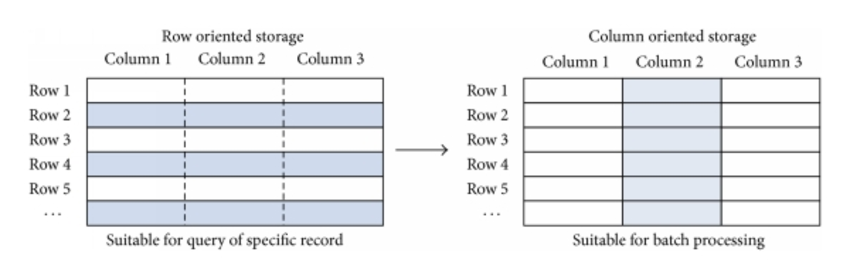 Row oriented storage
Column 1 Column 2 Column 3
Row 1
Row 2
Row 3
Row 4
Row 5
...
Suitable for query of specific record
Column oriented storage
Column 1 Column 2 Column 3
Row 1
Row 2
Row 3
Row 4
Row 5
...
Suitable for batch processing